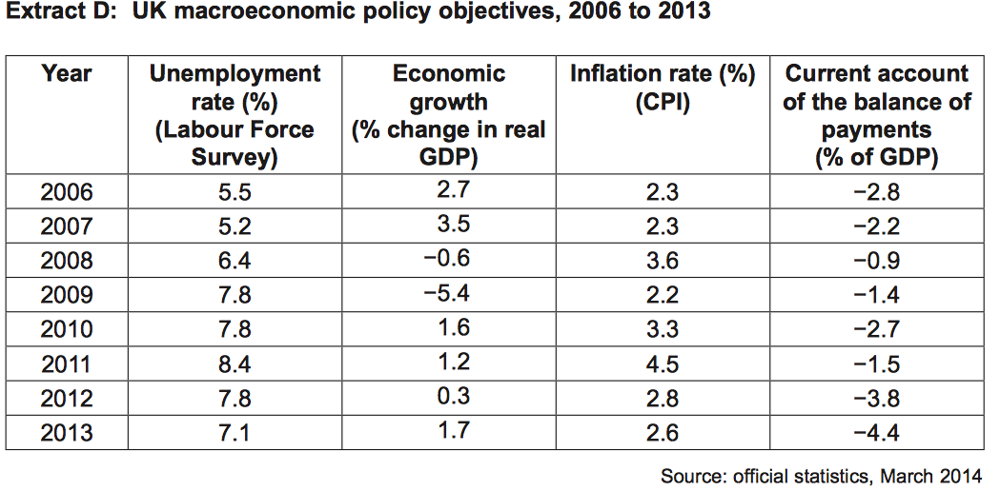 Extract D: UK macroeconomic policy objectives, 2006 to 2013
Year
Unemployment
rate (%)
(Labour Force
Survey)
Economic
growth
(% change in real
GDP)
Inflation rate (%)
(CPI)
Current account
of the balance of
payments
(% of GDP)
2006 5.5 2.7 2.3 −2.8
2007 5.2 3.5 2.3 −2.2
2008 6.4 −0.6 3.6 −0.9
2009 7.8 −5.4 2.2 −1.4
2010 7.8 1.6 3.3 −2.7
2011 8.4 1.2 4.5 −1.5
2012 7.8 0.3 2.8 −3.8
2013 7.1 1.7 2.6 −4.4
Source: official statistics, March 2014